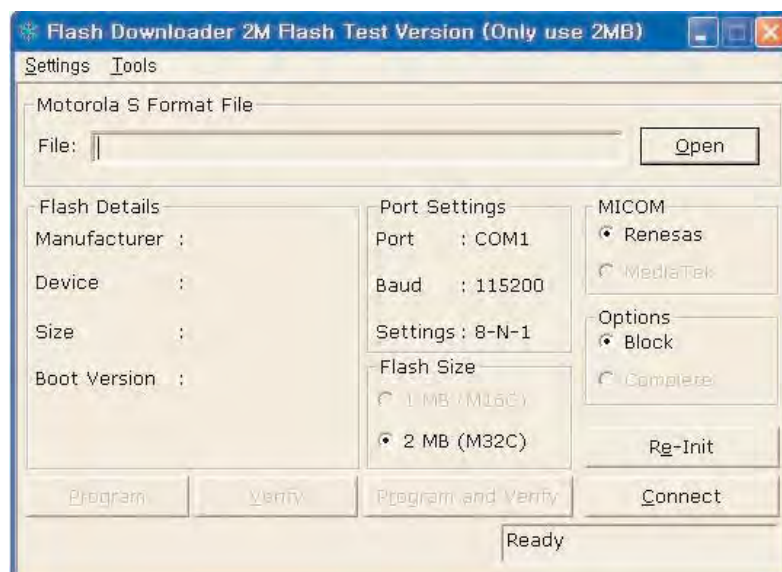 Flash Downloader 2M Flash Test Version (Only use 2MB)
Settings Tools
Motorola S Format File
File:
Open
Flash Details
Manufacturer :
Device :
Size :
Boot Version :
Port Settings
Port : COM1
Baud : 115200
Settings : 8-N-1
Flash Size
1 MB (M16C)
2 MB (M32C)
MICOM
Renesas
MediaTek
Options
Block
Complete
Re-Init
Program
Verify
Program and Verify
Connect
Ready